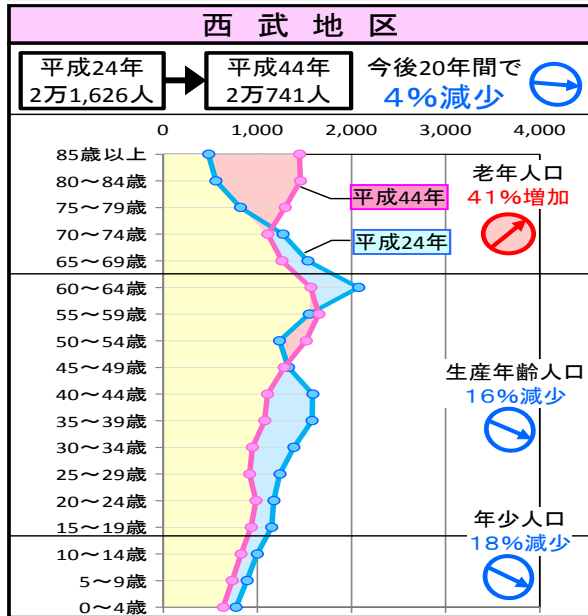 西武地区
平成24年
2万1,626人
平成44年
2万741人
今後20年間で
4%減少
0 1,000 2,000 3,000 4,000
85歳以上
80〜84歳
75〜79歳
70〜74歳
65〜69歳
60〜64歳
55〜59歳
50〜54歳
45〜49歳
40〜44歳
35〜39歳
30〜34歳
25〜29歳
20〜24歳
15〜19歳
10〜14歳
5〜9歳
0〜4歳
平成44年
平成24年
老年人口
41%増加
生産年齢人口
16%減少
年少人口
18%減少